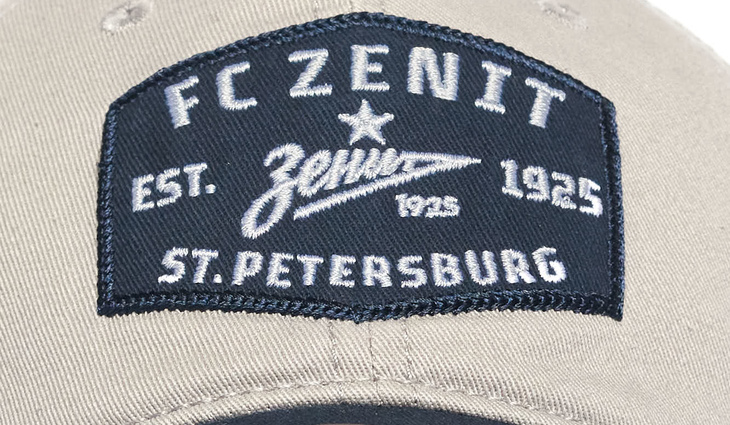 FC ZENIT
Зенит
EST. 1925
1925
ST. PETERSBURG